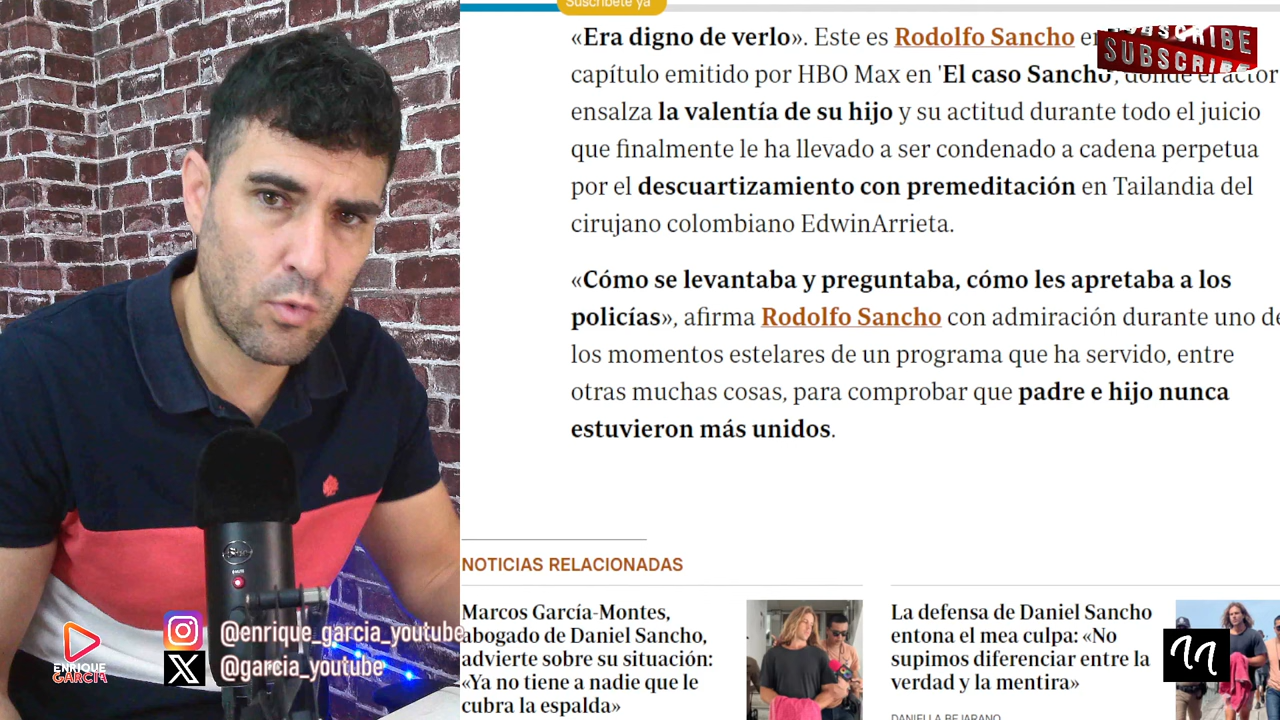 Suscríbete ya
«Era digno de verlo». Este es Rodolfo Sancho en
capítulo emitido por HBO Max en 'El caso Sancho', donde el actor
ensalza la valentía de su hijo y su actitud durante todo el juicio
que finalmente le ha llevado a ser condenado a cadena perpetua
por el descuartizamiento con premeditación en Tailandia del
cirujano colombiano EdwinArrieta.
«Cómo se levantaba y preguntaba, cómo les apretaba a los
policías», afirma Rodolfo Sancho con admiración durante uno de
los momentos estelares de un programa que ha servido, entre
otras muchas cosas, para comprobar que padre e hijo nunca
estuvieron más unidos.
SUBSCRIBE
SUBSCRIBE
NOTICIAS RELACIONADAS
Marcos García-Montes,
abogado de Daniel Sancho,
advierte sobre su situación:
«Ya no tiene a nadie que le
cubra la espalda»
La defensa de Daniel Sancho
entona el mea culpa: «No
supimos diferenciar entre la
verdad y la mentira»
DANIELLA BEJARANO
Blue
MUTE
ENRIQUE
GARCIA
@enrique_garcia_youtube
@garcia_youtube